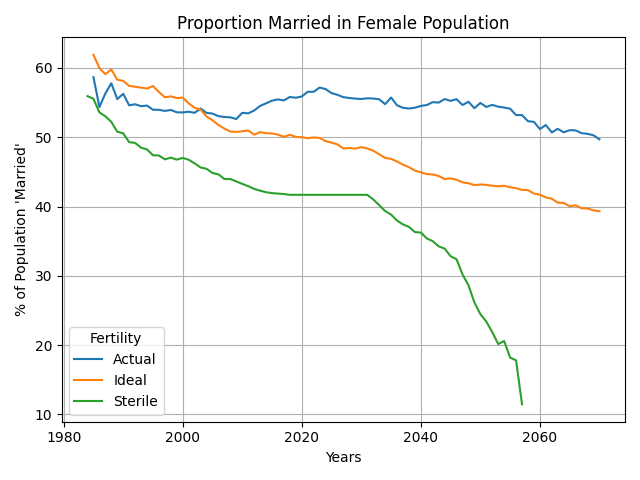 Proportion Married in Female Population
% of Population 'Married'
60
50
40
30
20
10
Fertility
Actual
Ideal
Sterile
1980
2000
2020
2040
2060
Years